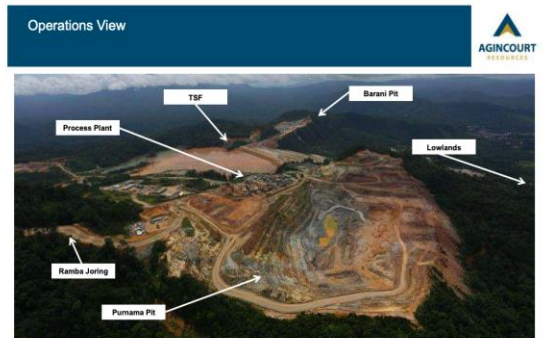 Operations View
AGINCOURT
RESOURCES
TSF
Barani Pit
Process Plant
Lowlands
Ramba Joring
Purnama Pit